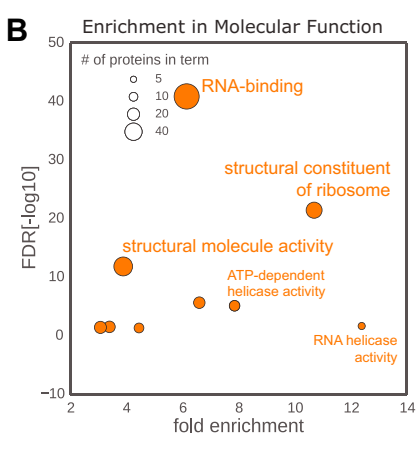 B
Enrichment in Molecular Function
50
40
30
20
10
0
−10
FDR[-log10]
# of proteins in term
5
10
20
40
RNA-binding
structural constituent
of ribosome
structural molecule activity
ATP-dependent
helicase activity
RNA helicase
activity
2 4 6 8 10 12 14
fold enrichment